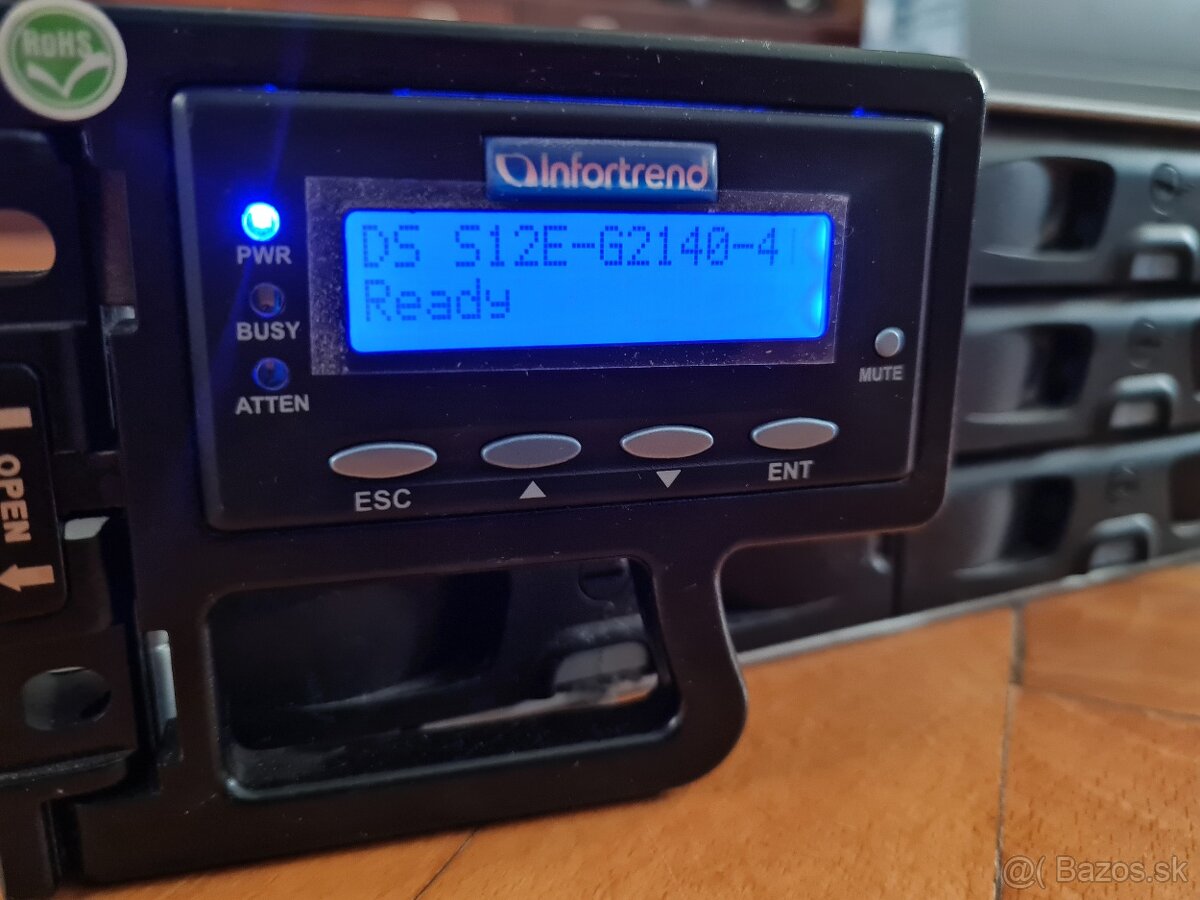 RoHS
Infortrend
PWR
DS S12E-G2140-4
Ready
BUSY
ATTEN
MUTE
ESC
ENT
OPEN
@( Bazos.sk